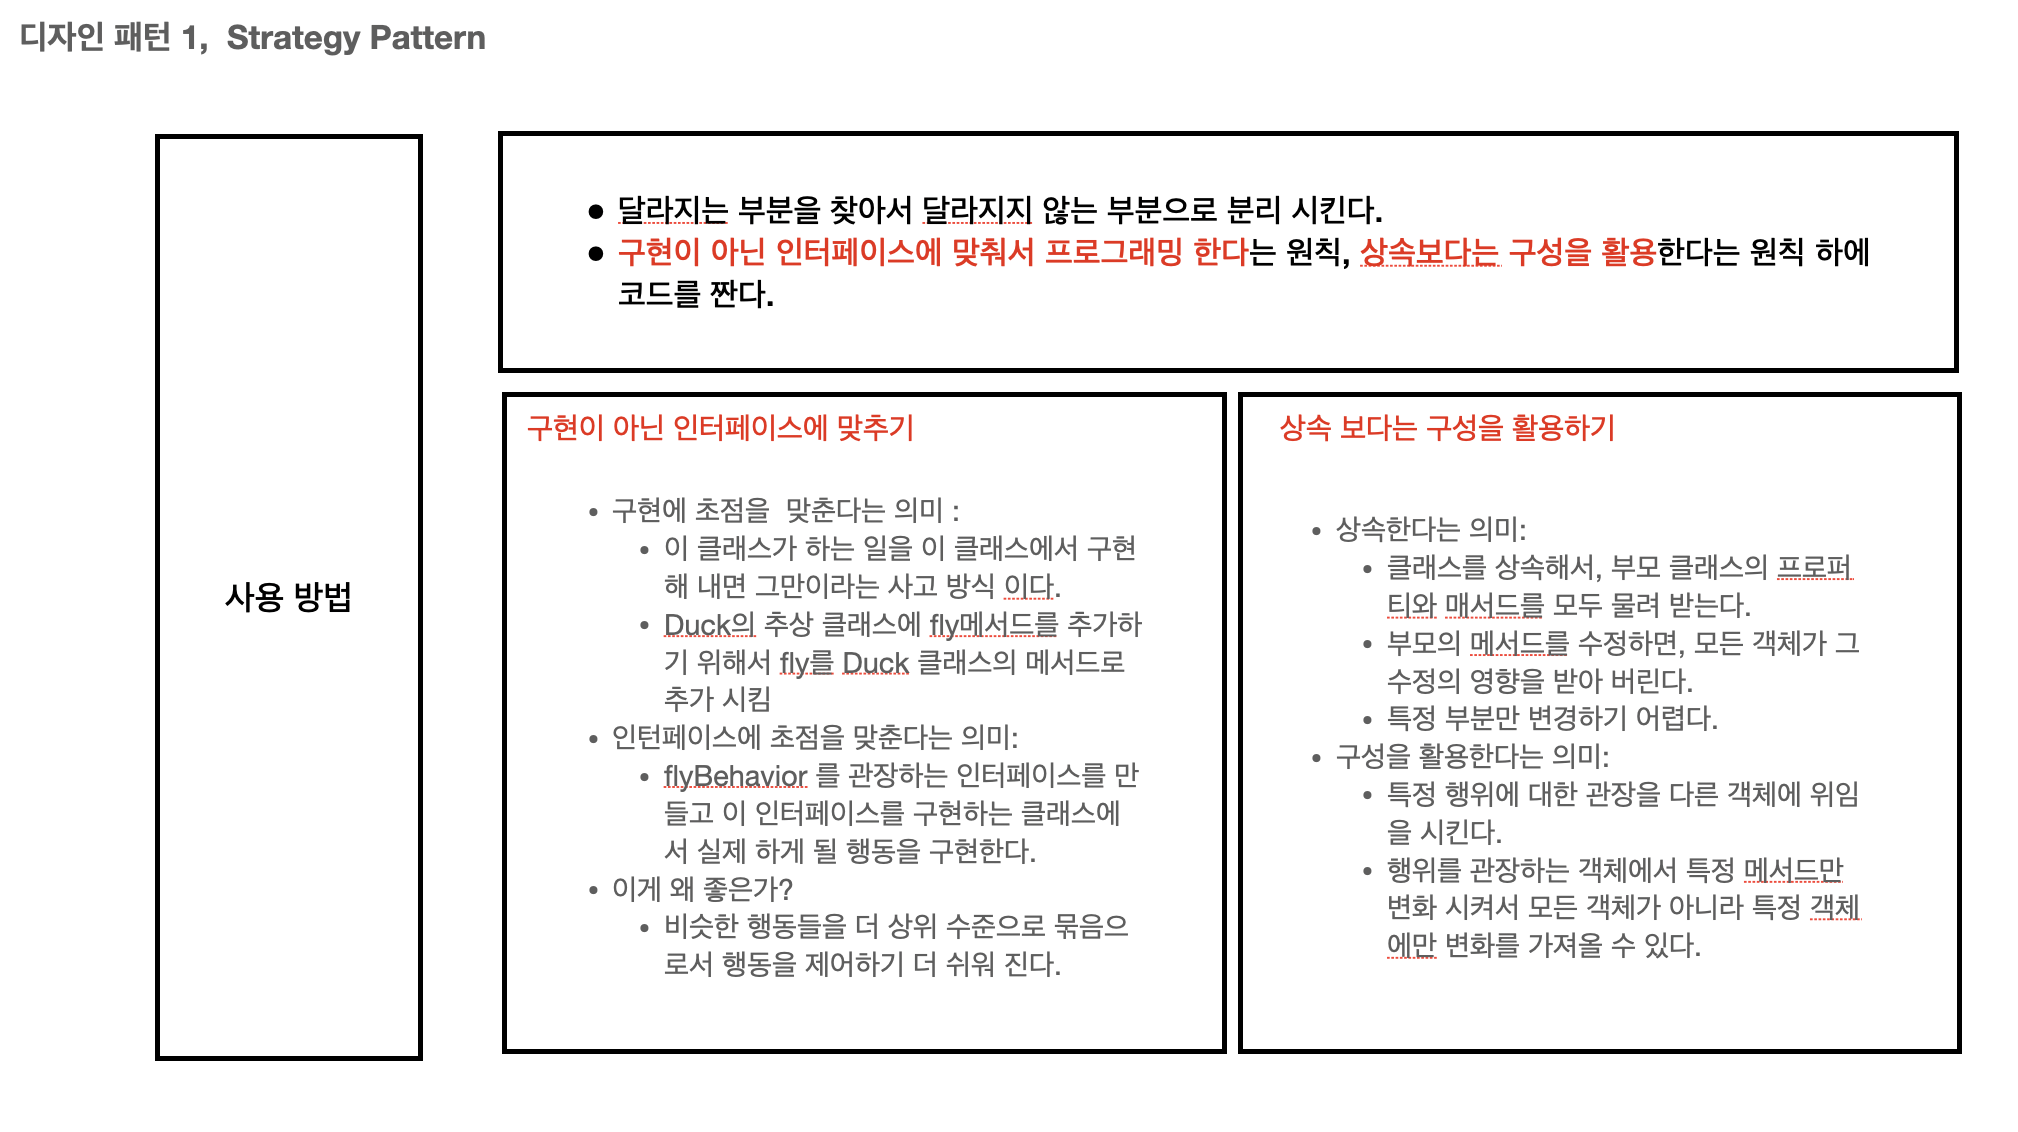 디자인 패턴 1,  Strategy Pattern
사용 방법
● 달라지는 부분을 찾아서 달라지지 않는 부분으로 분리 시킨다.
● 구현이 아닌 인터페이스에 맞춰서 프로그래밍 한다는 원칙, 상속보다는 구성을 활용한다는 원칙 하에
코드를 짠다.
구현이 아닌 인터페이스에 맞추기
• 구현에 초점을  맞춘다는 의미 :
• 이 클래스가 하는 일을 이 클래스에서 구현
해 내면 그만이라는 사고 방식 이다.
• Duck의 추상 클래스에 fly메서드를 추가하
기 위해서 fly를 Duck 클래스의 메서드로
추가 시킴
• 인턴페이스에 초점을 맞춘다는 의미:
• flyBehavior 를 관장하는 인터페이스를 만
들고 이 인터페이스를 구현하는 클래스에
서 실제 하게 될 행동을 구현한다.
• 이게 왜 좋은가?
• 비슷한 행동들을 더 상위 수준으로 묶음으
로서 행동을 제어하기 더 쉬워 진다.
상속 보다는 구성을 활용하기
• 상속한다는 의미:
• 클래스를 상속해서, 부모 클래스의 프로퍼
티와 매서드를 모두 물려 받는다.
• 부모의 메서드를 수정하면, 모든 객체가 그
수정의 영향을 받아 버린다.
• 특정 부분만 변경하기 어렵다.
• 구성을 활용한다는 의미:
• 특정 행위에 대한 관장을 다른 객체에 위임
을 시킨다.
• 행위를 관장하는 객체에서 특정 메서드만
변화 시켜서 모든 객체가 아니라 특정 객체
에만 변화를 가져올 수 있다.